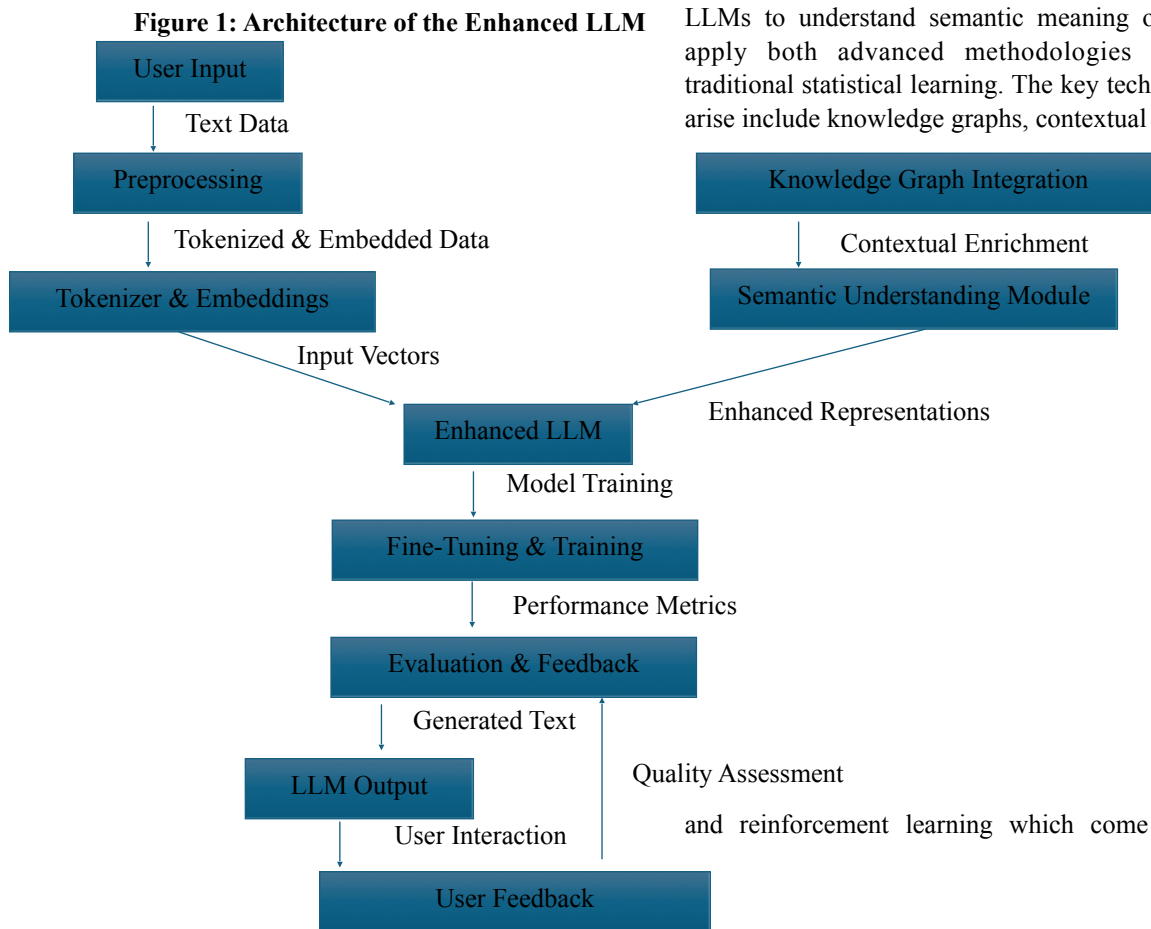 Figure 1: Architecture of the Enhanced LLM
LLMs to understand semantic meaning
apply both advanced methodologies
traditional statistical learning. The key
arise include knowledge graphs, contextual
User Input
Text Data
Preprocessing
Knowledge Graph Integration
Tokenized & Embedded Data
Contextual Enrichment
Tokenizer & Embeddings
Semantic Understanding Module
Input Vectors
Enhanced Representations
Enhanced LLM
Model Training
Fine-Tuning & Training
Performance Metrics
Evaluation & Feedback
Generated Text
LLM Output
Quality Assessment
User Interaction
and reinforcement learning which come
User Feedback